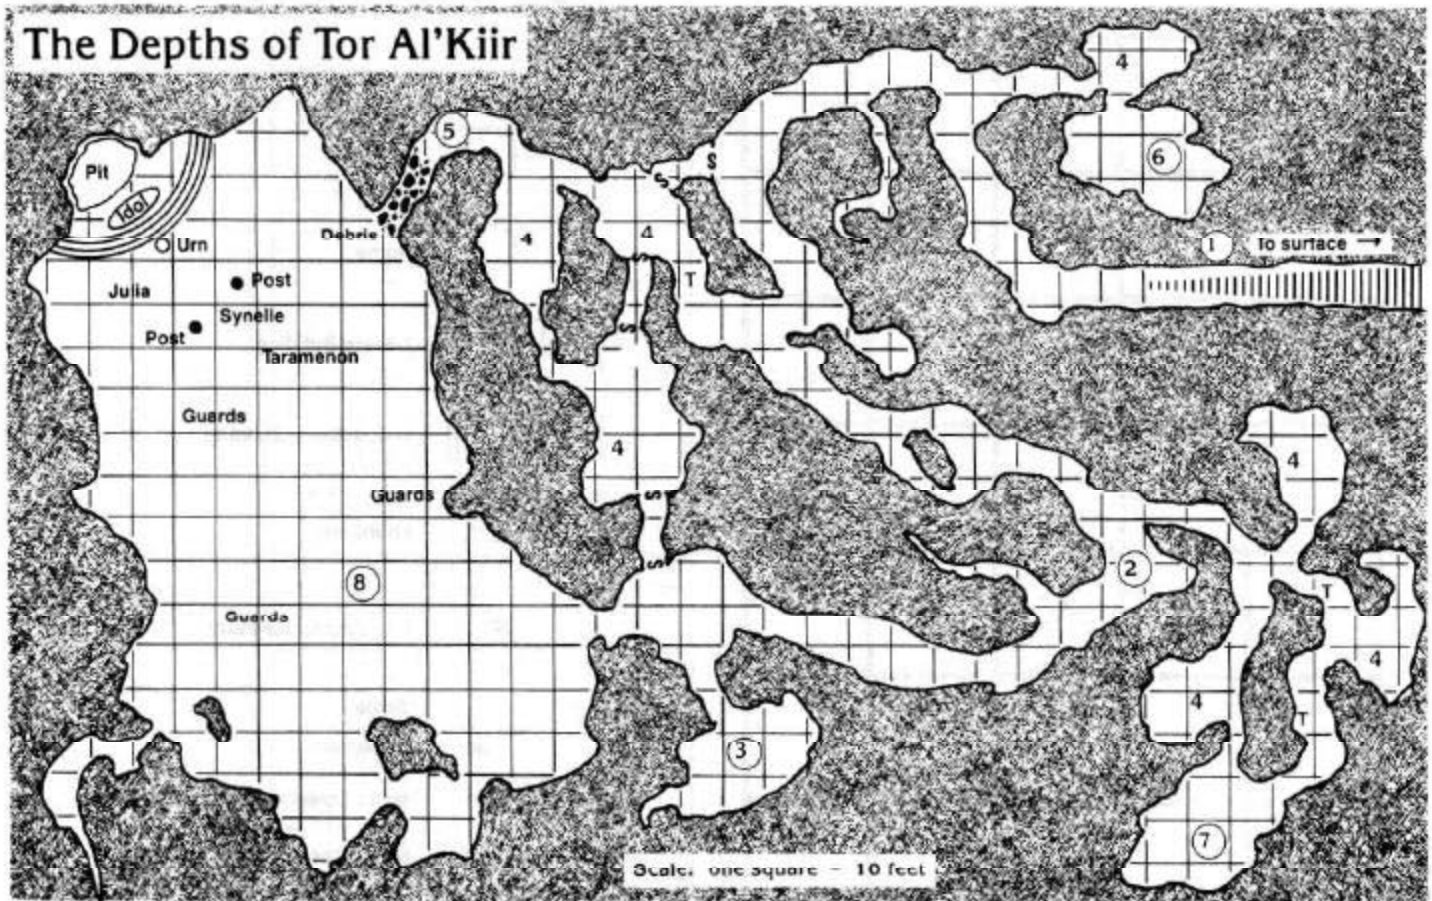 The Depths of Tor Al'Kiir
4
5
Pit
S
6
S
Idol
Debris
4
4
Urn
1
To surface →
S
T
Post
Julia
Synelle
S
Post
Taramenon
Guards
4
4
Guards
S
S
2
8
T
Guards
4
4
T
3
7
Scale: one square = 10 feet